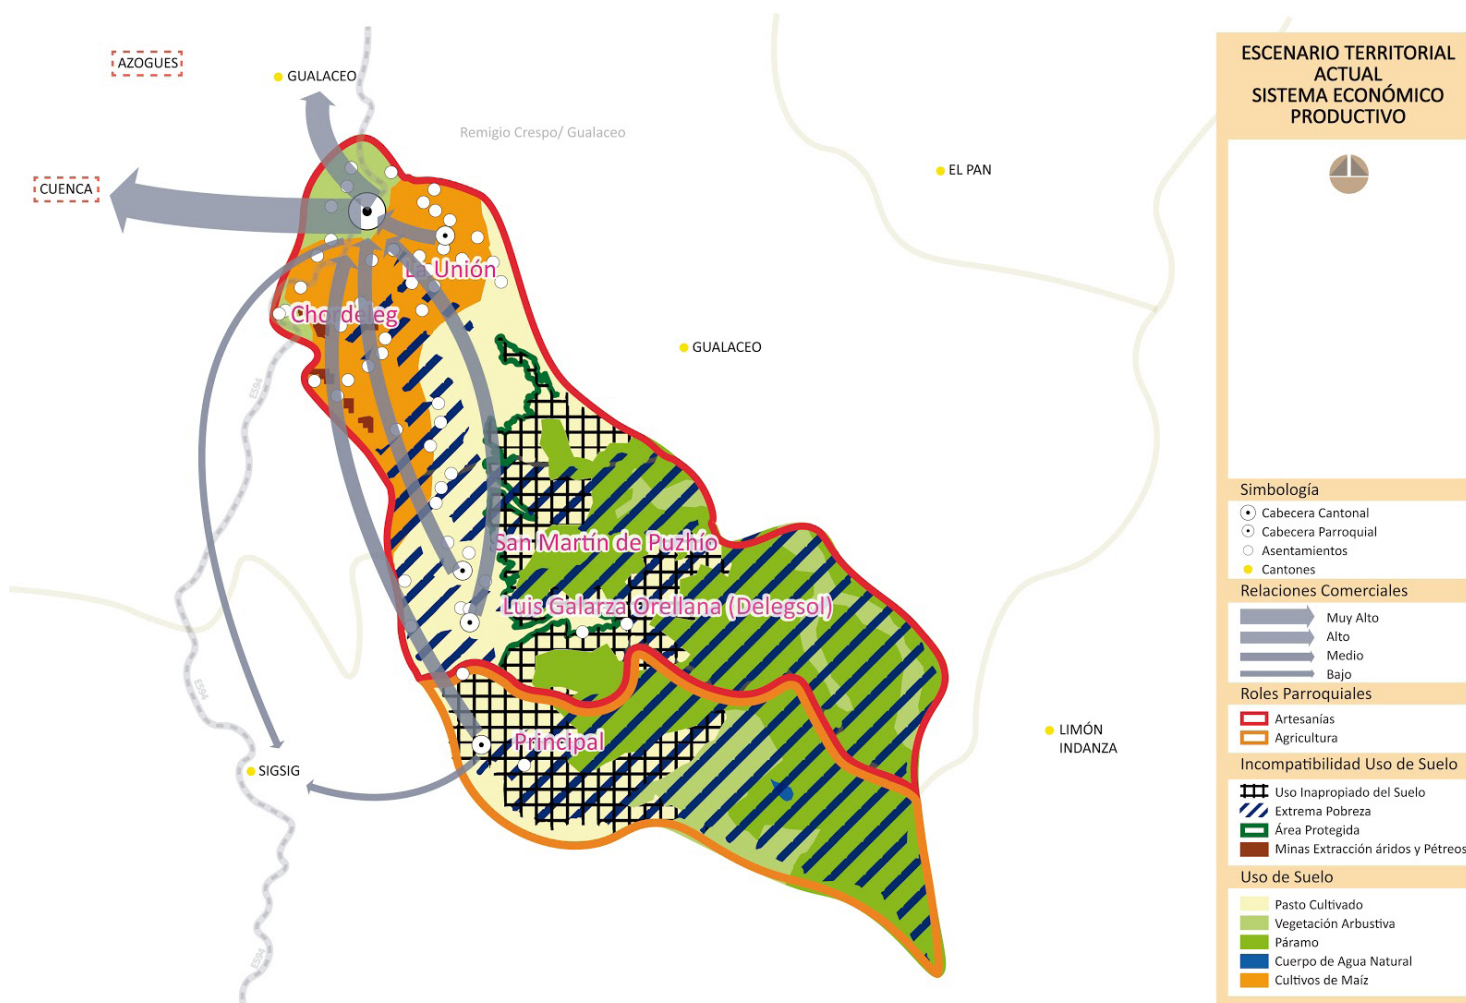 ESCENARIO TERRITORIAL
ACTUAL
SISTEMA ECONÓMICO
PRODUCTIVO
AZOGUES
GUALACEO
Remigio Crespo/ Gualaceo
CUENCA
EL PAN
La Unión
Chordeleg
GUALACEO
E594
San Martín de Puzhío
Luis Galarza Orellana (Delegsol)
E594
Principal
LIMÓN
INDANZA
SIGSIG
E594
Simbología
Cabecera Cantonal
Cabecera Parroquial
Asentamientos
Cantones
Relaciones Comerciales
Muy Alto
Alto
Medio
Bajo
Roles Parroquiales
Artesanías
Agricultura
Incompatibilidad Uso de Suelo
Uso Inapropiado del Suelo
Extrema Pobreza
Área Protegida
Minas Extracción áridos y Pétreos
Uso de Suelo
Pasto Cultivado
Vegetación Arbustiva
Páramo
Cuerpo de Agua Natural
Cultivos de Maíz